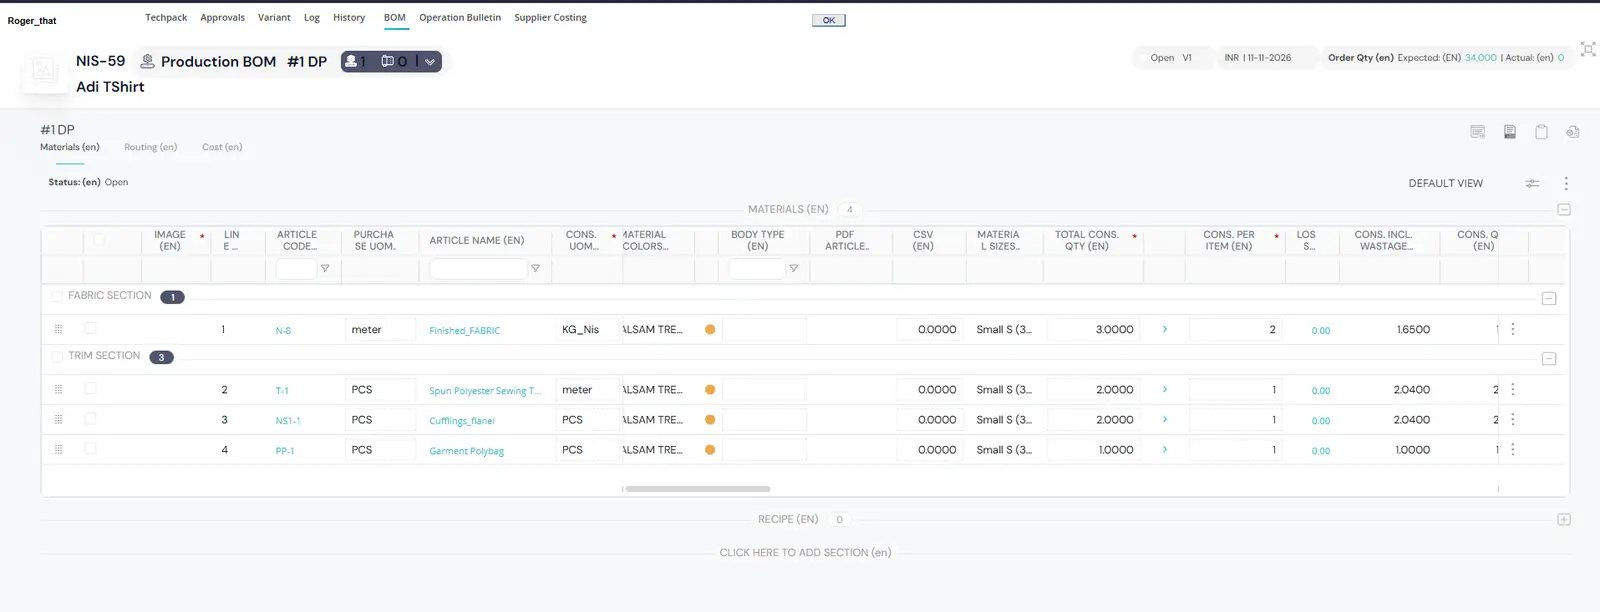 Roger_that Techpack Approvals Variant Log History BOM Operation Bulletin Supplier Costing OK
NIS-59 Production BOM #1 DP 1 0 Open V1 INR | 11-11-2026 Order Qty (en) Expected: (EN) 34,000 | Actual: (en) 0
Adi TShirt
#1 DP
Materials (en) Routing (en) Cost (en)
Status: (en) Open DEFAULT VIEW
MATERIALS (EN) 4
IMAGE (EN) * LIN E ... ARTICLE CODE... PURCHA SE UOM.. ARTICLE NAME (EN) CONS. UOM... * MATERIAL COLORS... BODY TYPE (EN) PDF ARTICLE.. CSV (EN) MATERIA L SIZES.. TOTAL CONS. QTY (EN) * CONS. PER ITEM (EN) * LOS S... CONS. INCL. WASTAGE... CONS. Q (EN)
FABRIC SECTION 1
1 N-8 meter Finished_FABRIC KG_Nis ALSAM TRE... 0.0000 Small S (3... 3.0000 2 0.00 1.6500 1
TRIM SECTION 3
2 T-1 PCS Spun Polyester Sewing T... meter ALSAM TRE... 0.0000 Small S (3... 2.0000 1 0.00 2.0400 2
3 NS1-1 PCS Cufflings_flanel PCS ALSAM TRE... 0.0000 Small S (3... 2.0000 1 0.00 2.0400 2
4 PP-1 PCS Garment Polybag PCS ALSAM TRE... 0.0000 Small S (3... 1.0000 1 0.00 1.0000 1
RECIPE (EN) 0
CLICK HERE TO ADD SECTION (en)